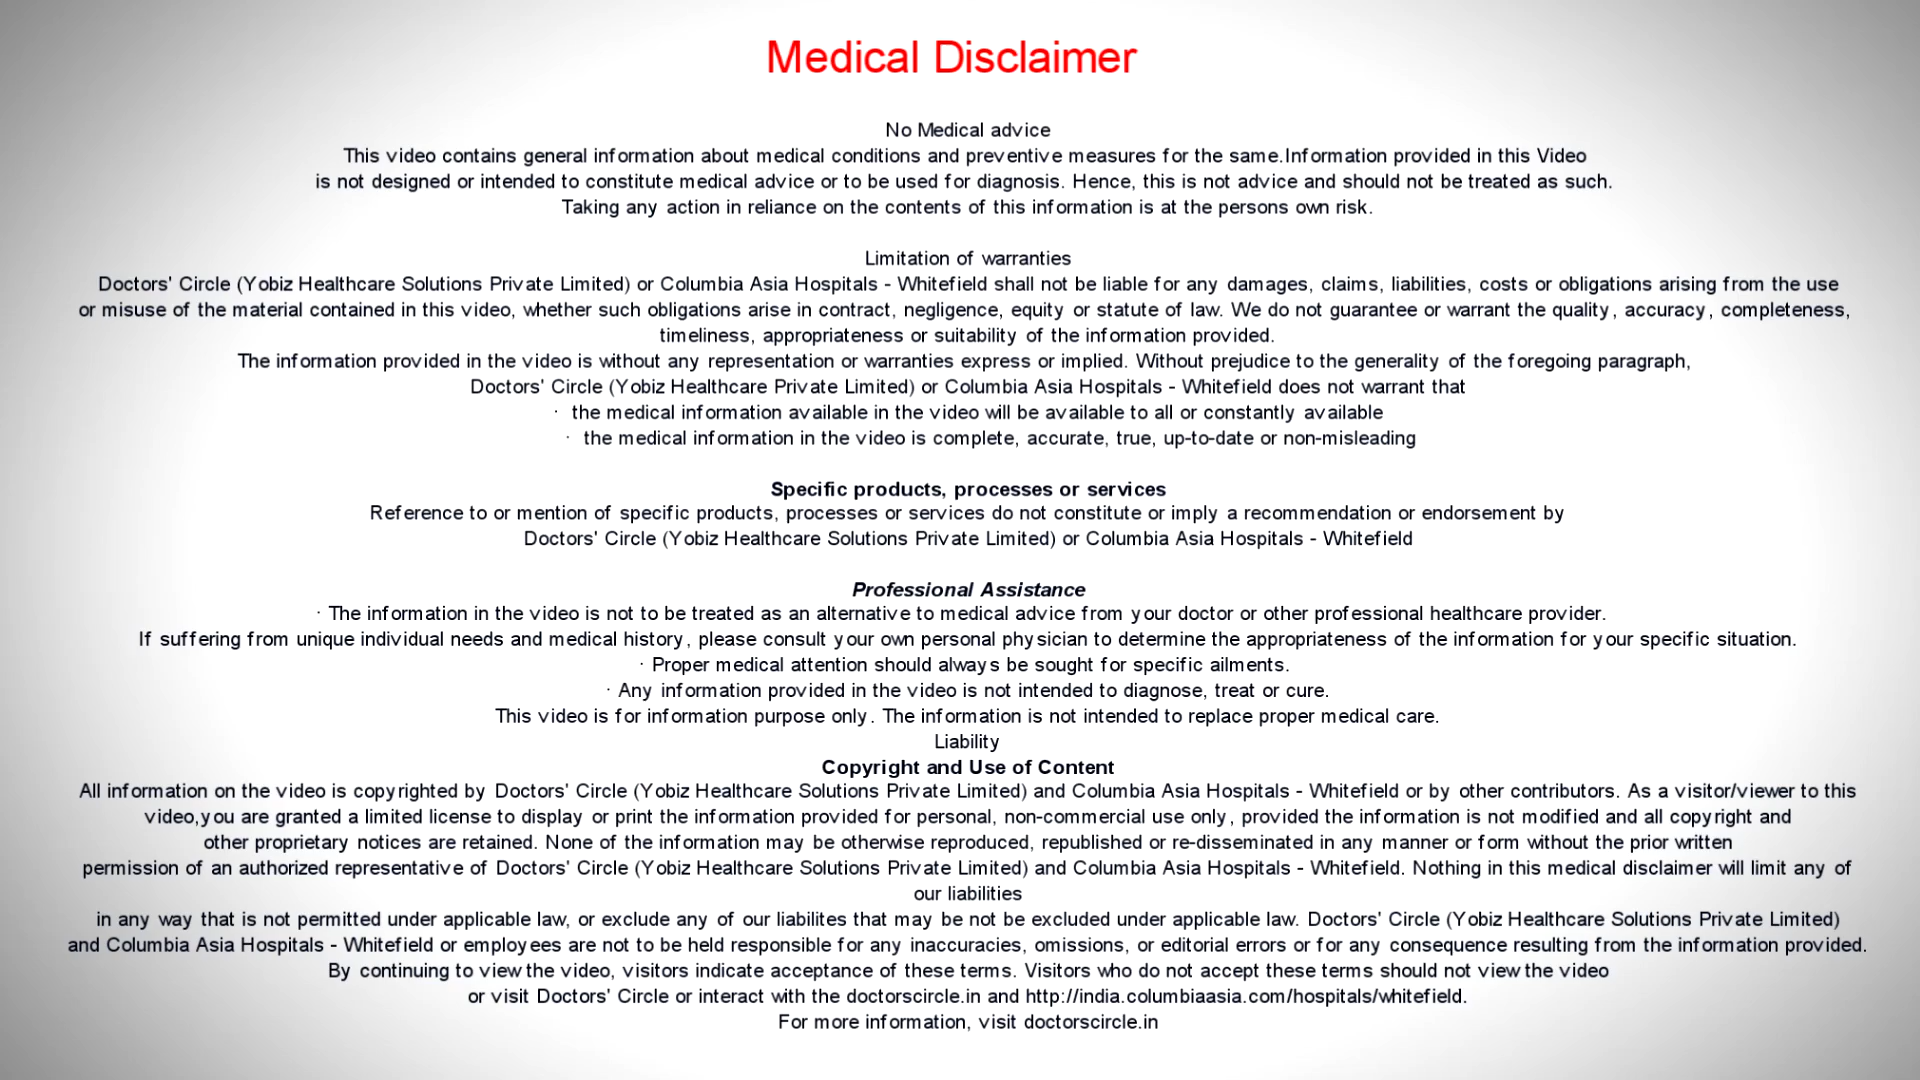 Medical Disclaimer
No Medical advice
This video contains general information about medical conditions and preventive measures for the same.Information provided in this Video
is not designed or intended to constitute medical advice or to be used for diagnosis. Hence, this is not advice and should not be treated as such.
Taking any action in reliance on the contents of this information is at the persons own risk.
Limitation of warranties
Doctors' Circle (Yobiz Healthcare Solutions Private Limited) or Columbia Asia Hospitals - Whitefield shall not be liable for any damages, claims, liabilities, costs or obligations arising from the use
or misuse of the material contained in this video, whether such obligations arise in contract, negligence, equity or statute of law. We do not guarantee or warrant the quality, accuracy, completeness,
timeliness, appropriateness or suitability of the information provided.
The information provided in the video is without any representation or warranties express or implied. Without prejudice to the generality of the foregoing paragraph,
Doctors' Circle (Yobiz Healthcare Private Limited) or Columbia Asia Hospitals - Whitefield does not warrant that
· the medical information available in the video will be available to all or constantly available
· the medical information in the video is complete, accurate, true, up-to-date or non-misleading
Specific products, processes or services
Reference to or mention of specific products, processes or services do not constitute or imply a recommendation or endorsement by
Doctors' Circle (Yobiz Healthcare Solutions Private Limited) or Columbia Asia Hospitals - Whitefield
Professional Assistance
· The information in the video is not to be treated as an alternative to medical advice from your doctor or other professional healthcare provider.
If suffering from unique individual needs and medical history, please consult your own personal physician to determine the appropriateness of the information for your specific situation.
· Proper medical attention should always be sought for specific ailments.
· Any information provided in the video is not intended to diagnose, treat or cure.
This video is for information purpose only. The information is not intended to replace proper medical care.
Liability
Copyright and Use of Content
All information on the video is copyrighted by Doctors' Circle (Yobiz Healthcare Solutions Private Limited) and Columbia Asia Hospitals - Whitefield or by other contributors. As a visitor/viewer to this
video,you are granted a limited license to display or print the information provided for personal, non-commercial use only, provided the information is not modified and all copyright and
other proprietary notices are retained. None of the information may be otherwise reproduced, republished or re-disseminated in any manner or form without the prior written
permission of an authorized representative of Doctors' Circle (Yobiz Healthcare Solutions Private Limited) and Columbia Asia Hospitals - Whitefield. Nothing in this medical disclaimer will limit any of
our liabilities
in any way that is not permitted under applicable law, or exclude any of our liabilites that may be not be excluded under applicable law. Doctors' Circle (Yobiz Healthcare Solutions Private Limited)
and Columbia Asia Hospitals - Whitefield or employees are not to be held responsible for any inaccuracies, omissions, or editorial errors or for any consequence resulting from the information provided.
By continuing to view the video, visitors indicate acceptance of these terms. Visitors who do not accept these terms should not view the video
or visit Doctors' Circle or interact with the doctorscircle.in and http://india.columbiaasia.com/hospitals/whitefield.
For more information, visit doctorscircle.in